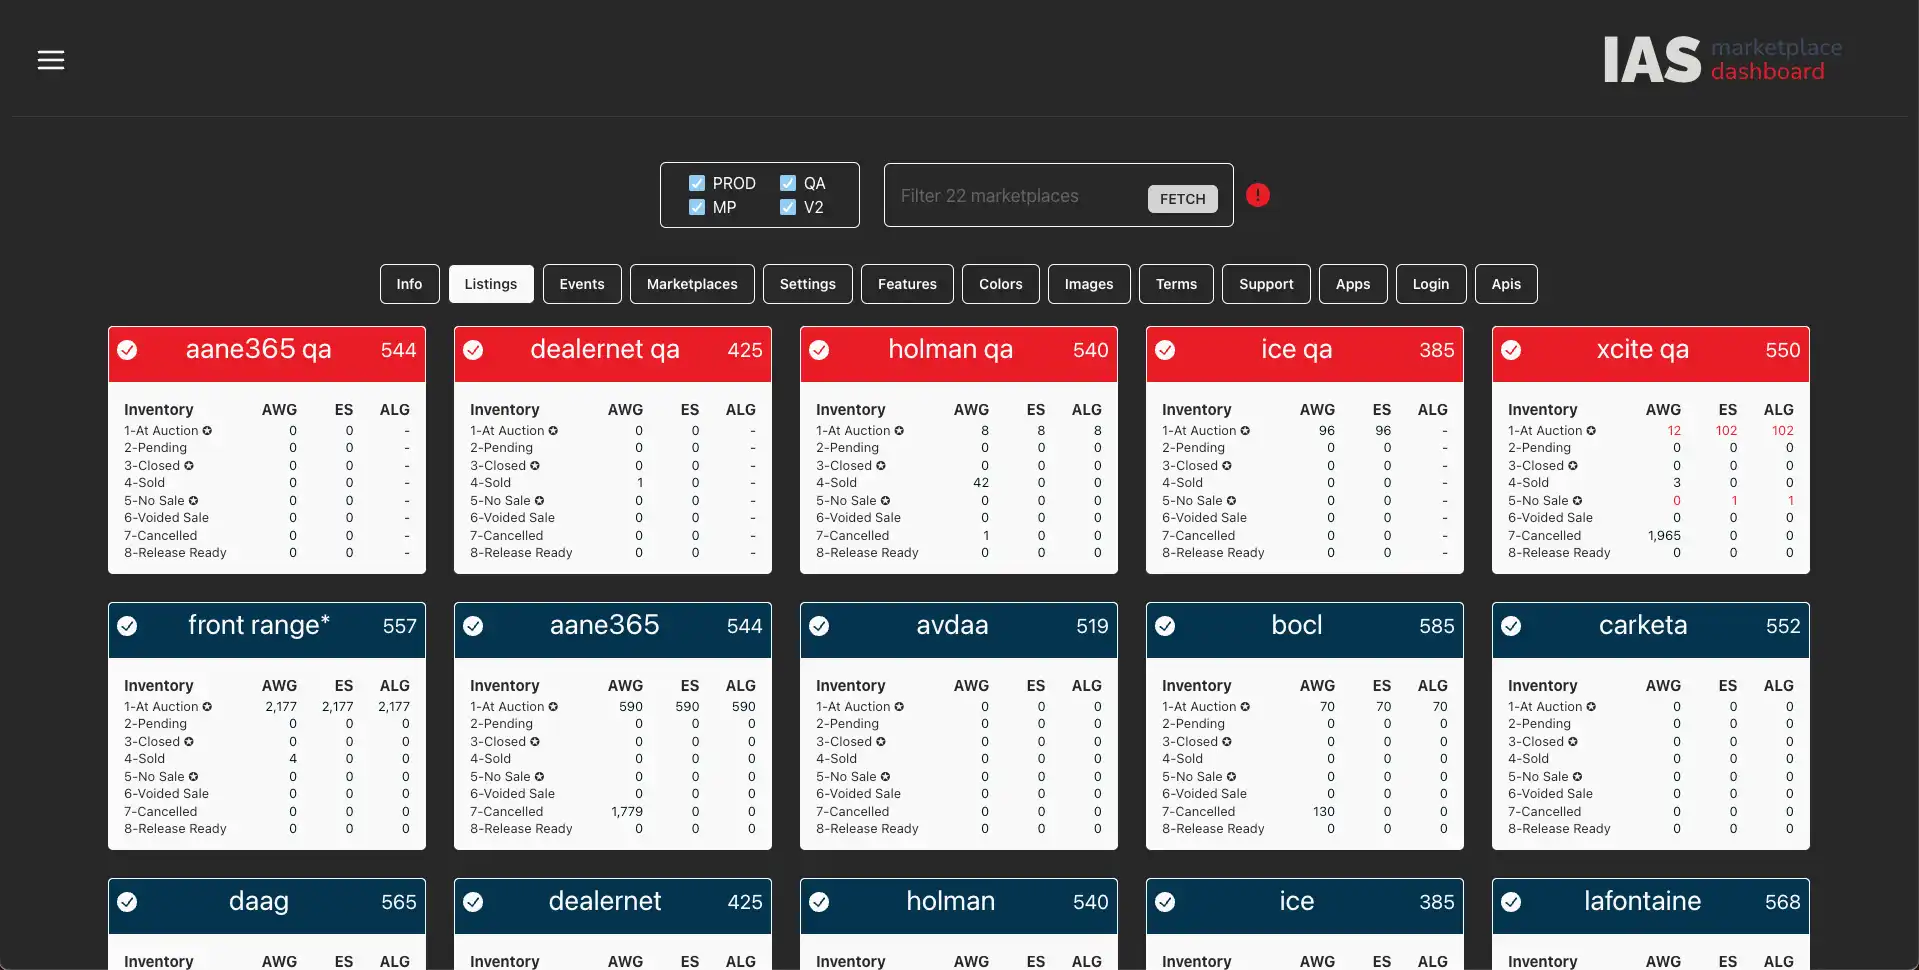 IAS marketplace
dashboard
PROD QA
MP V2
Filter 22 marketplaces FETCH
Info Listings Events Marketplaces Settings Features Colors Images Terms Support Apps Login Apis
aane365 qa 544
Inventory AWG ES ALG
1-At Auction 0 0 -
2-Pending 0 0 -
3-Closed 0 0 -
4-Sold 0 0 -
5-No Sale 0 0 -
6-Voided Sale 0 0 -
7-Cancelled 0 0 -
8-Release Ready 0 0 -
dealernet qa 425
Inventory AWG ES ALG
1-At Auction 0 0 -
2-Pending 0 0 -
3-Closed 0 0 -
4-Sold 1 0 -
5-No Sale 0 0 -
6-Voided Sale 0 0 -
7-Cancelled 0 0 -
8-Release Ready 0 0 -
holman qa 540
Inventory AWG ES ALG
1-At Auction 8 8 8
2-Pending 0 0 0
3-Closed 0 0 0
4-Sold 42 0 0
5-No Sale 0 0 0
6-Voided Sale 0 0 0
7-Cancelled 1 0 0
8-Release Ready 0 0 0
ice qa 385
Inventory AWG ES ALG
1-At Auction 96 96 -
2-Pending 0 0 -
3-Closed 0 0 -
4-Sold 0 0 -
5-No Sale 0 0 -
6-Voided Sale 0 0 -
7-Cancelled 0 0 -
8-Release Ready 0 0 -
xcite qa 550
Inventory AWG ES ALG
1-At Auction 12 102 102
2-Pending 0 0 0
3-Closed 0 0 0
4-Sold 3 0 0
5-No Sale 0 1 1
6-Voided Sale 0 0 0
7-Cancelled 1,965 0 0
8-Release Ready 0 0 0
front range* 557
Inventory AWG ES ALG
1-At Auction 2,177 2,177 2,177
2-Pending 0 0 0
3-Closed 0 0 0
4-Sold 4 0 0
5-No Sale 0 0 0
6-Voided Sale 0 0 0
7-Cancelled 0 0 0
8-Release Ready 0 0 0
aane365 544
Inventory AWG ES ALG
1-At Auction 590 590 590
2-Pending 0 0 0
3-Closed 0 0 0
4-Sold 0 0 0
5-No Sale 0 0 0
6-Voided Sale 0 0 0
7-Cancelled 1,779 0 0
8-Release Ready 0 0 0
avdaa 519
Inventory AWG ES ALG
1-At Auction 0 0 0
2-Pending 0 0 0
3-Closed 0 0 0
4-Sold 0 0 0
5-No Sale 0 0 0
6-Voided Sale 0 0 0
7-Cancelled 0 0 0
8-Release Ready 0 0 0
bocl 585
Inventory AWG ES ALG
1-At Auction 70 70 70
2-Pending 0 0 0
3-Closed 0 0 0
4-Sold 0 0 0
5-No Sale 0 0 0
6-Voided Sale 0 0 0
7-Cancelled 130 0 0
8-Release Ready 0 0 0
carketa 552
Inventory AWG ES ALG
1-At Auction 0 0 0
2-Pending 0 0 0
3-Closed 0 0 0
4-Sold 0 0 0
5-No Sale 0 0 0
6-Voided Sale 0 0 0
7-Cancelled 0 0 0
8-Release Ready 0 0 0
daag 565
Inventory AWG ES ALG
dealernet 425
Inventory AWG ES ALG
holman 540
Inventory AWG ES ALG
ice 385
Inventory AWG ES ALG
lafontaine 568
Inventory AWG ES ALG